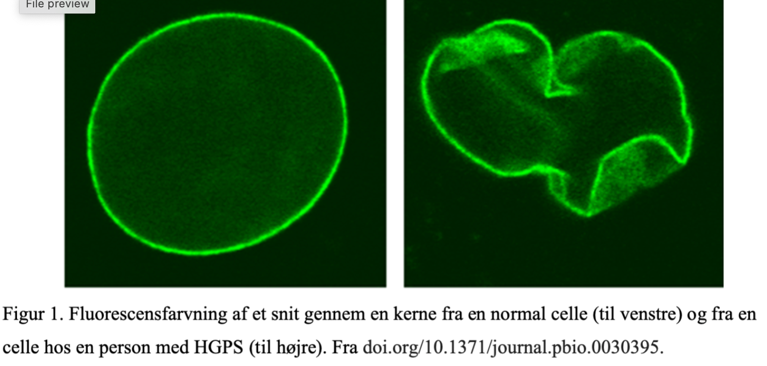 File preview
Figur 1. Fluorescensfarvning af et snit gennem en kerne fra en normal celle (til venstre) og fra en
celle hos en person med HGPS (til højre). Fra doi.org/10.1371/journal.pbio.0030395.